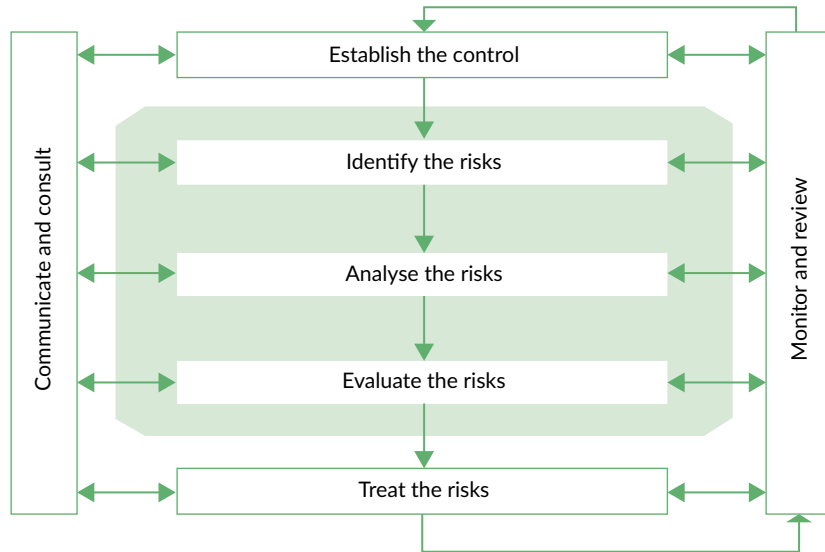 Establish the control
Communicate and consult
Identify the risks
Monitor and review
Analyse the risks
Evaluate the risks
Treat the risks